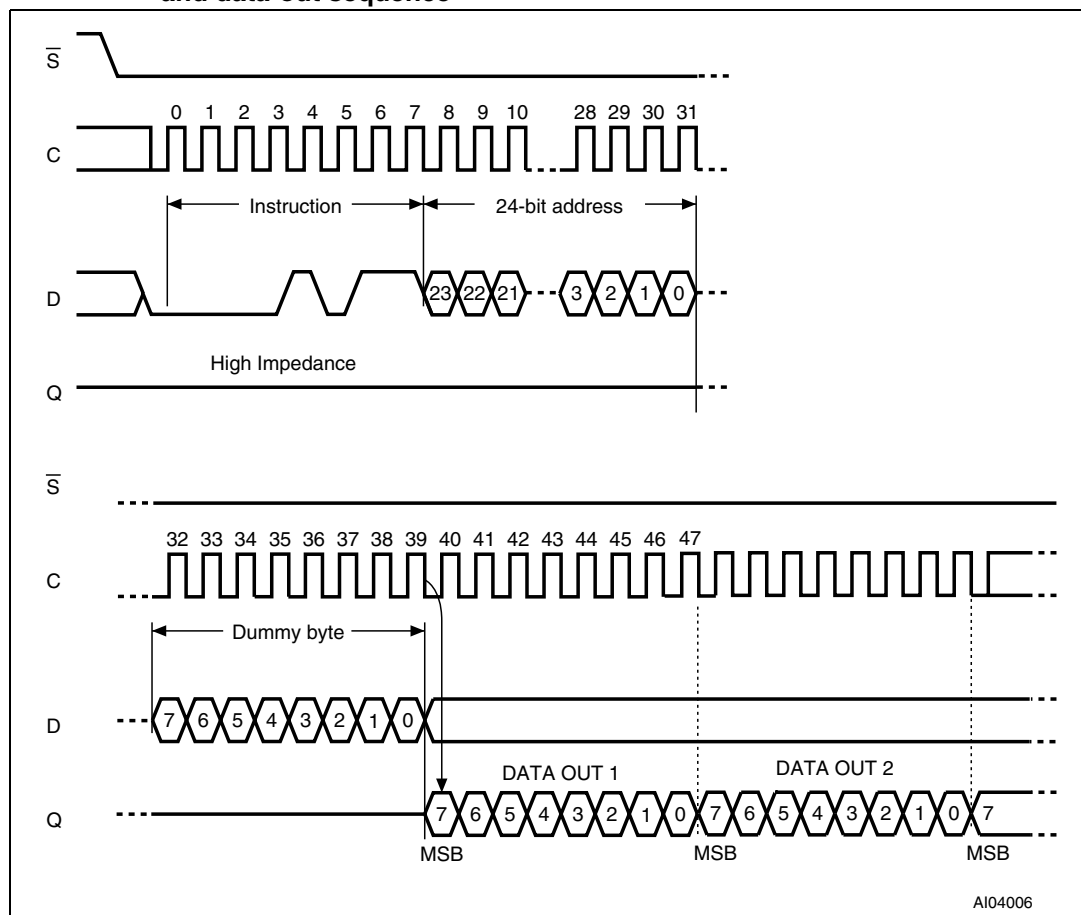 and data-out sequence
S
0 1 2 3 4 5 6 7 8 9 10 28 29 30 31
C
Instruction 24-bit address
D 23 22 21 3 2 1 0
High Impedance
Q
S
32 33 34 35 36 37 38 39 40 41 42 43 44 45 46 47
C
Dummy byte
D 7 6 5 4 3 2 1 0
DATA OUT 1 DATA OUT 2
Q 7 6 5 4 3 2 1 0 7 6 5 4 3 2 1 0 7
MSB MSB MSB
AI04006